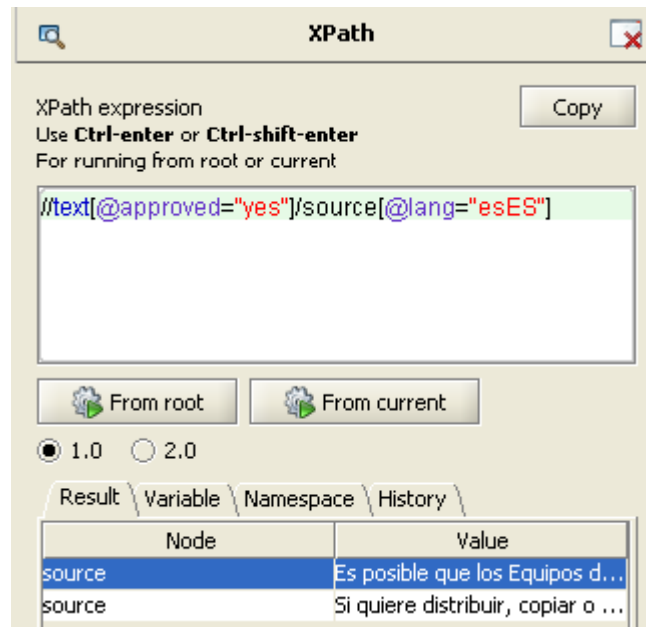 XPath
XPath expression
Copy
Use Ctrl-enter or Ctrl-shift-enter
For running from root or current
//text[@approved="yes"]/source[@lang="esES"]
From root From current
1.0 2.0
Result Variable Namespace History
Node Value
source Es posible que los Equipos d...
source Si quiere distribuir, copiar o ...